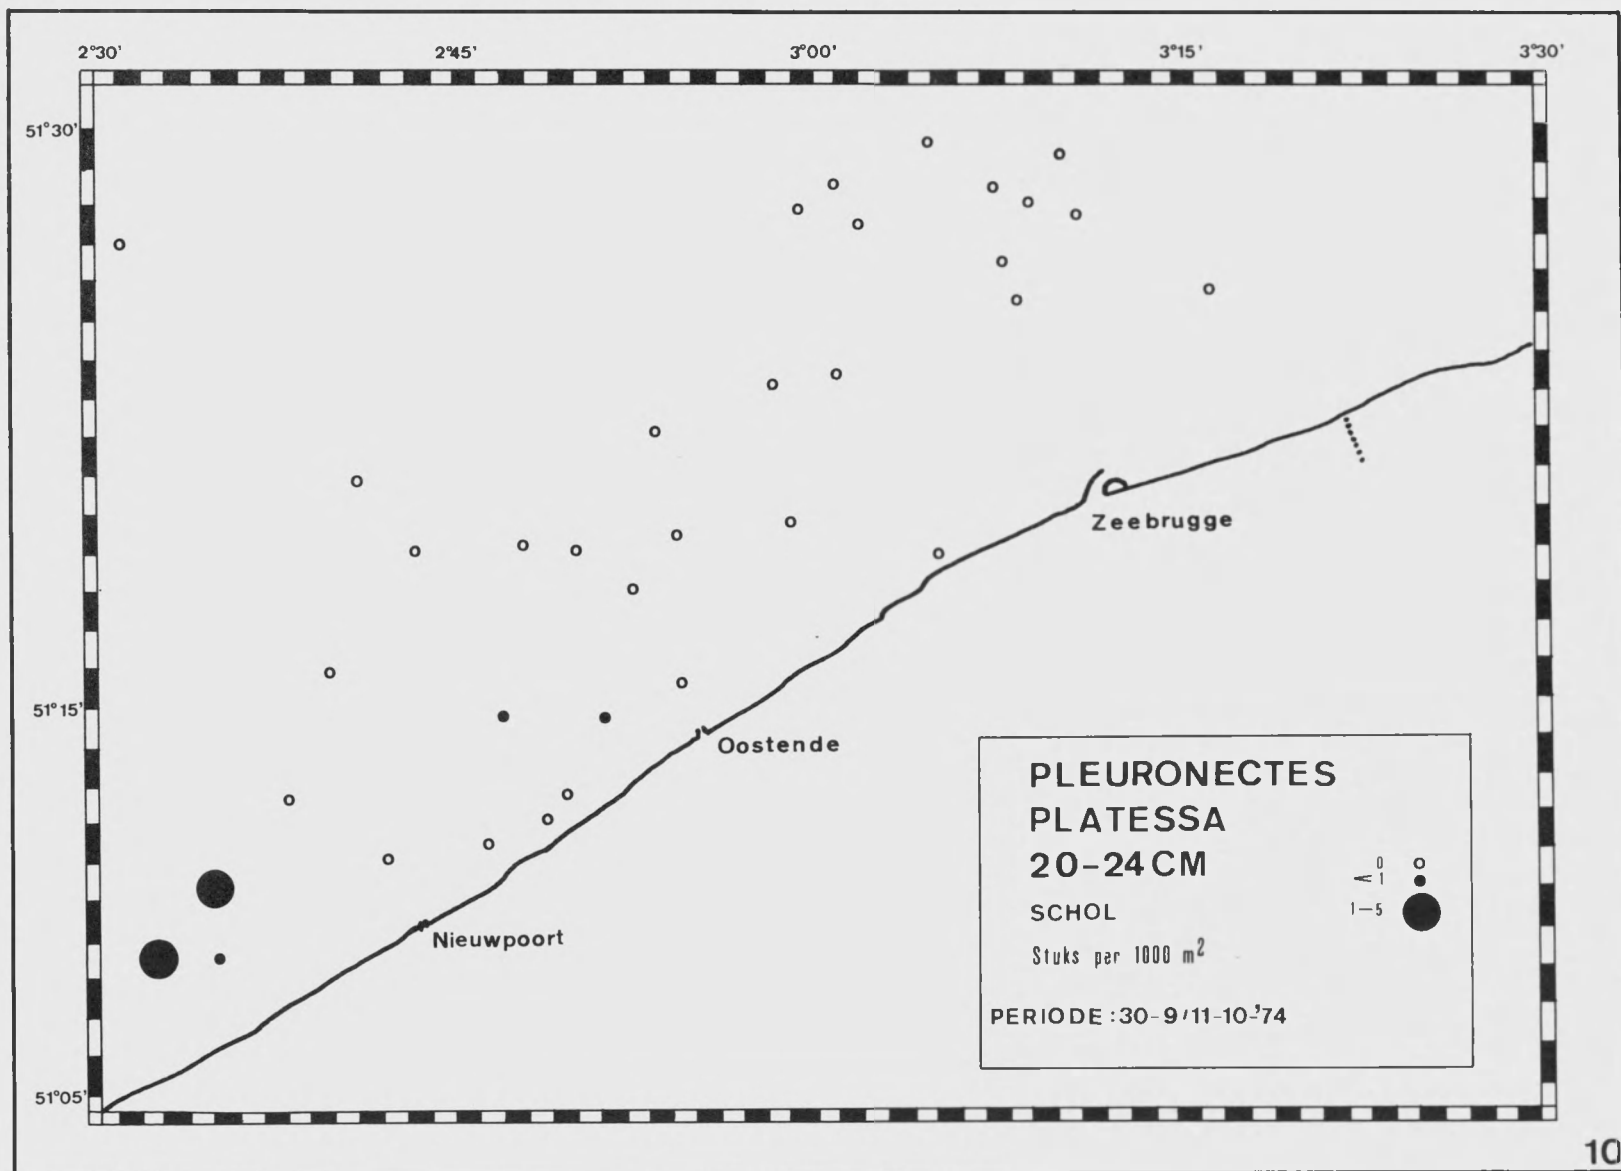 2°30' 2°45' 3°00' 3°15' 3°30'
51°30'
51°15'
51°05'
Zeebrugge
Oostende
Nieuwpoort
PLEURONECTES
PLATESSA
20-24 CM
SCHOL
Stuks per 1000 m²
PERIODE : 30-9/11-10-'74
0
< 1
1-5
10